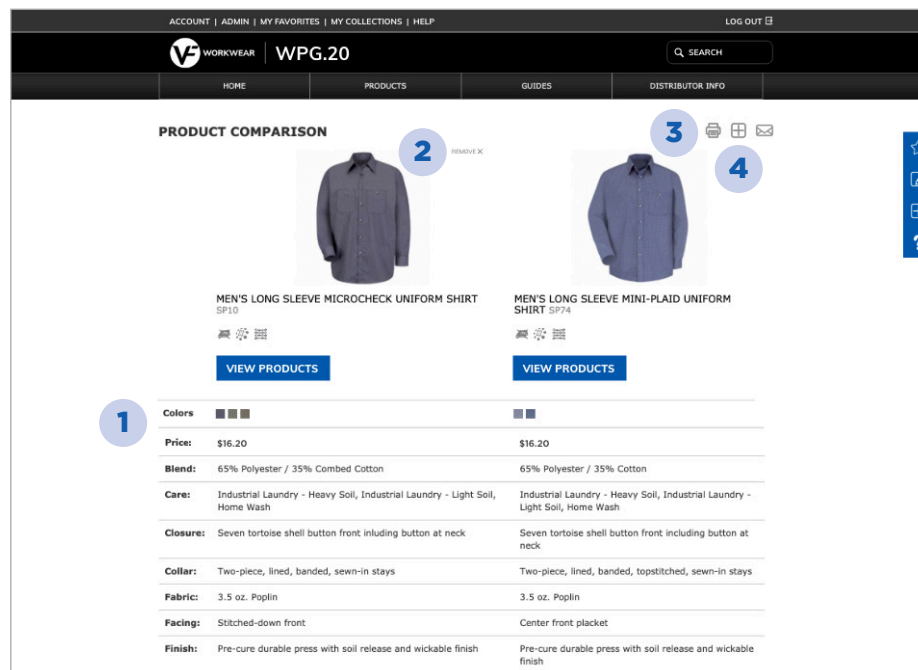 ACCOUNT | ADMIN | MY FAVORITES | MY COLLECTIONS | HELP
LOG OUT
VF WORKWEAR | WPG.20
SEARCH
HOME
PRODUCTS
GUIDES
DISTRIBUTOR INFO
PRODUCT COMPARISON
2
REMOVE X
3
4
MEN'S LONG SLEEVE MICROCHECK UNIFORM SHIRT
SP10
MEN'S LONG SLEEVE MINI-PLAID UNIFORM
SHIRT SP74
VIEW PRODUCTS
VIEW PRODUCTS
1
Colors
Price:
$16.20
$16.20
Blend:
65% Polyester / 35% Combed Cotton
65% Polyester / 35% Cotton
Care:
Industrial Laundry - Heavy Soil, Industrial Laundry - Light Soil,
Home Wash
Industrial Laundry - Heavy Soil, Industrial Laundry -
Light Soil, Home Wash
Closure:
Seven tortoise shell button front inluding button at neck
Seven tortoise shell button front including button at
neck
Collar:
Two-piece, lined, banded, sewn-in stays
Two-piece, lined, banded, topstitched, sewn-in stays
Fabric:
3.5 oz. Poplin
3.5 oz. Poplin
Facing:
Stitched-down front
Center front placket
Finish:
Pre-cure durable press with soil release and wickable finish
Pre-cure durable press with soil release and wickable
finish
?